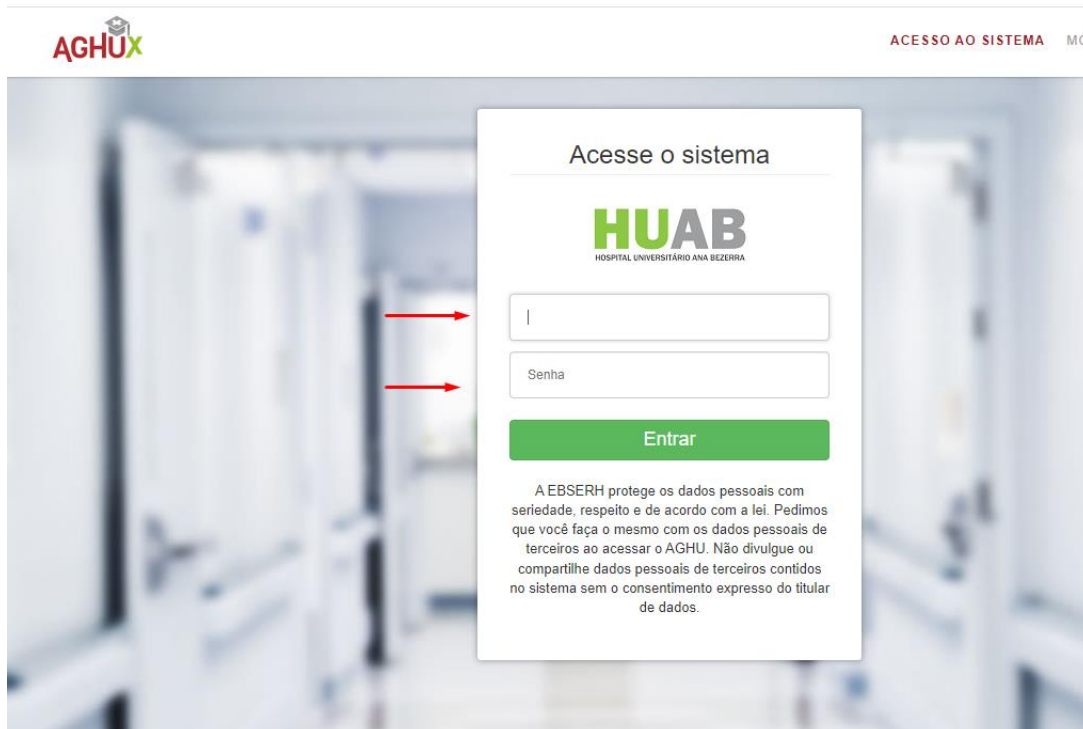 AGHUX
ACESSO AO SISTEMA MO
Acesse o sistema
HUAB
HOSPITAL UNIVERSITÁRIO ANA BEZERRA
Senha
Entrar
A EBSERH protege os dados pessoais com
seriedade, respeito e de acordo com a lei. Pedimos
que você faça o mesmo com os dados pessoais de
terceiros ao acessar o AGHU. Não divulgue ou
compartilhe dados pessoais de terceiros contidos
no sistema sem o consentimento expresso do titular
de dados.